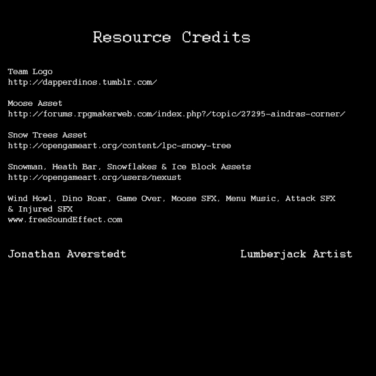 Resource Credits
Team Logo
http://dapperdinos.tumblr.com/
Moose Asset
http://forums.rpgmakerweb.com/index.php?/topic/27295-aindras-corner/
Snow Trees Asset
http://opengameart.org/content/lpc-snowy-tree
Snowman, Heath Bar, Snowflakes & Ice Block Assets
http://opengameart.org/users/nexust
Wind Howl, Dino Roar, Game Over, Moose SFX, Menu Music, Attack SFX
& Injured SFX
www.freeSoundEffect.com
Jonathan Averstedt Lumberjack Artist